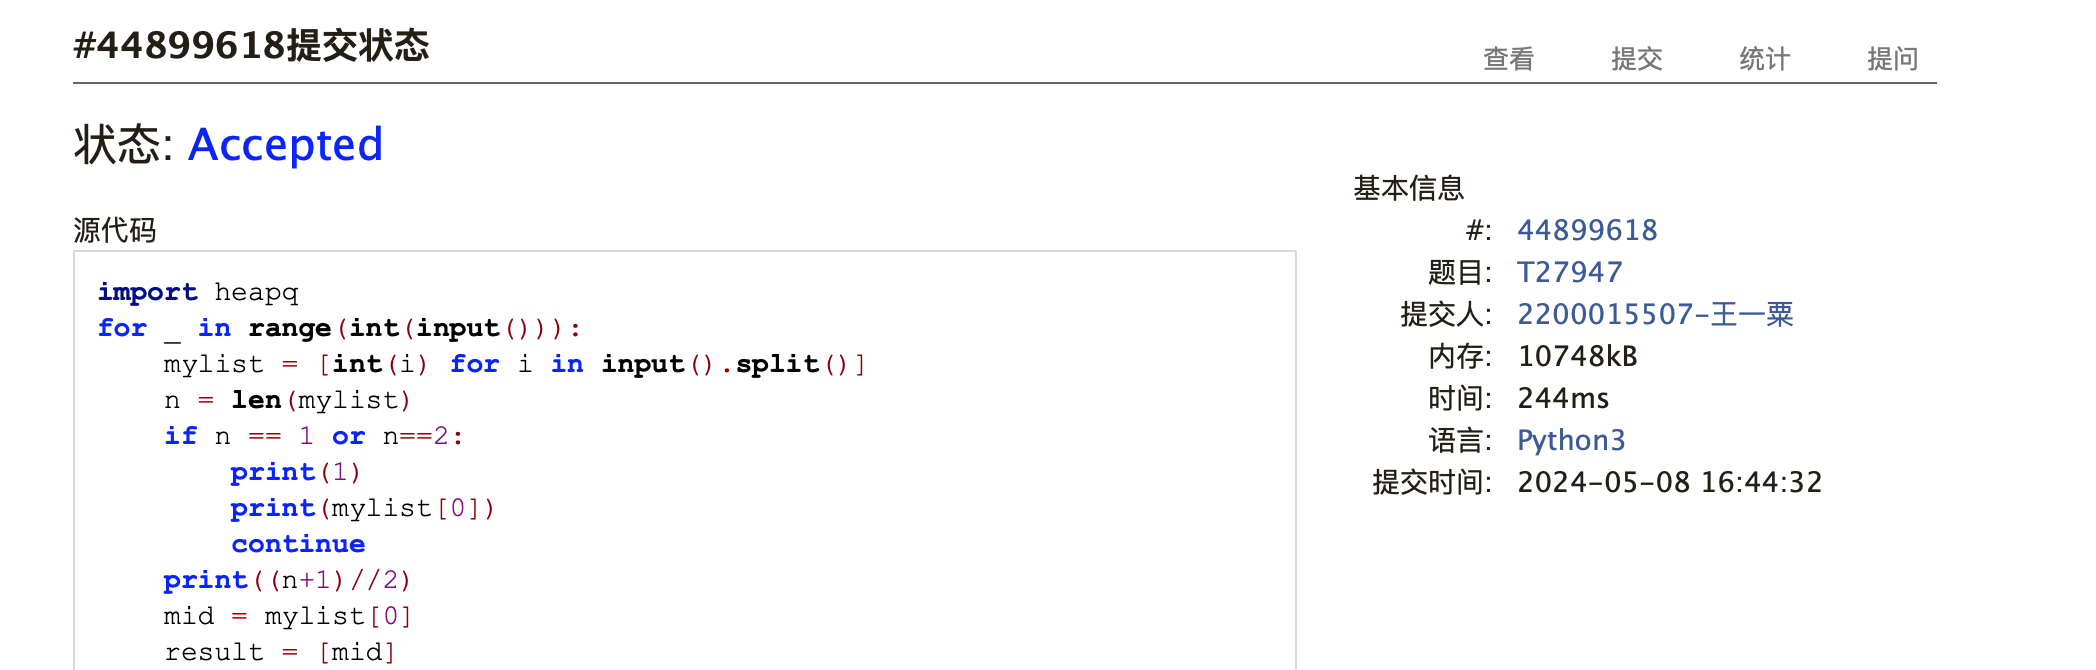 #44899618提交状态
查看 提交 统计 提问
状态: Accepted
源代码
import heapq
for _ in range(int(input())):
    mylist = [int(i) for i in input().split()]
    n = len(mylist)
    if n == 1 or n==2:
        print(1)
        print(mylist[0])
        continue
    print((n+1)//2)
    mid = mylist[0]
    result = [mid]
基本信息
#: 44899618
题目: T27947
提交人: 2200015507-王一粟
内存: 10748kB
时间: 244ms
语言: Python3
提交时间: 2024-05-08 16:44:32